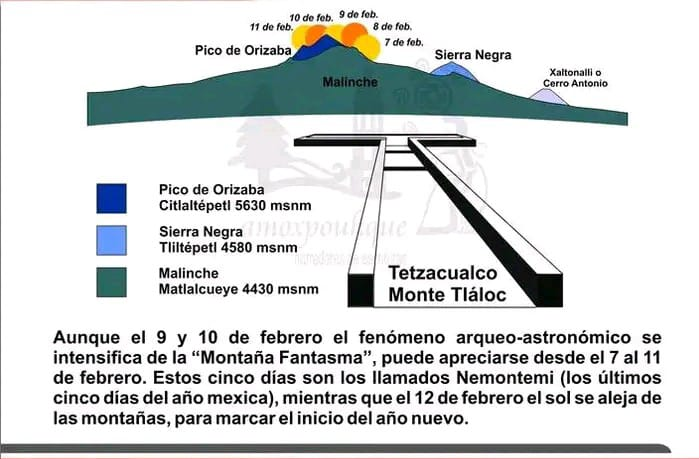 9 de feb.
10 de feb.
11 de feb.
8 de feb.
7 de feb.
Pico de Orizaba
Sierra Negra
Malinche
Xaltonalli o
Cerro Antonio
Pico de Orizaba
Citlaltépetl 5630 msnm
Sierra Negra
Tliltépetl 4580 msnm
Malinche
Matlalcueye 4430 msnm
amoxpouhque
Tetzacualco
Monte Tláloc
Aunque el 9 y 10 de febrero el fenómeno arqueo-astronómico se
intensifica de la “Montaña Fantasma”, puede apreciarse desde el 7 al 11
de febrero. Estos cinco días son los llamados Nemontemi (los últimos
cinco días del año mexica), mientras que el 12 de febrero el sol se aleja de
las montañas, para marcar el inicio del año nuevo.